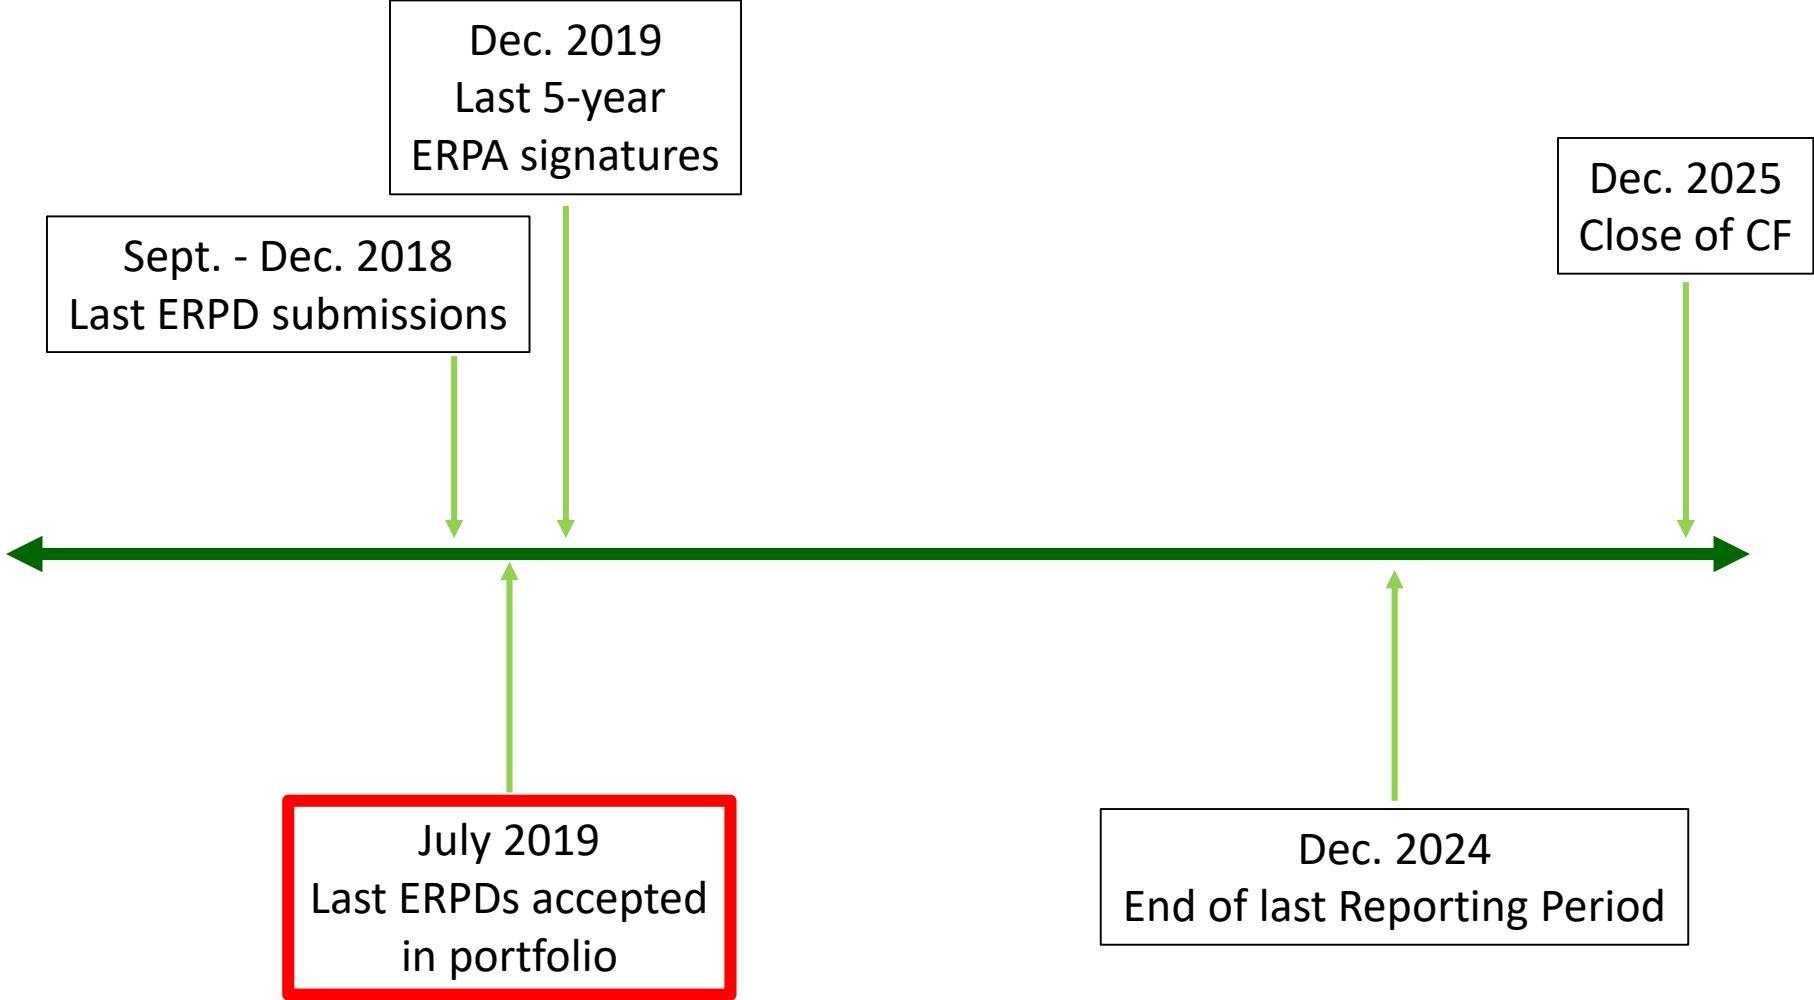 Dec. 2019
Last 5-year
ERPA signatures
Dec. 2025
Close of CF
Sept. - Dec. 2018
Last ERPD submissions
July 2019
Last ERPDs accepted
in portfolio
Dec. 2024
End of last Reporting Period